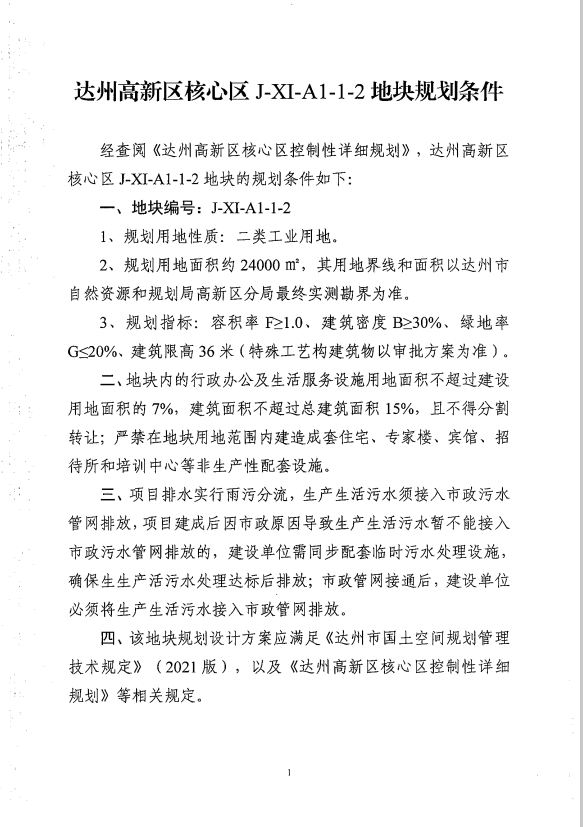 达州高新区核心区 J-XI-A1-1-2 地块规划条件
经查阅《达州高新区核心区控制性详细规划》，达州高新区
核心区 J-XI-A1-1-2 地块的规划条件如下：
一、地块编号：J-XI-A1-1-2
1、规划用地性质：二类工业用地。
2、规划用地面积约 24000 ㎡，其用地界线和面积以达州市
自然资源和规划局高新区分局最终实测勘界为准。
3、规划指标：容积率 F≥1.0、建筑密度 B≥30%、绿地率
G≤20%、建筑限高 36 米（特殊工艺构建筑物以审批方案为准）。
二、地块内的行政办公及生活服务设施用地面积不超过建设
用地面积的 7%，建筑面积不超过总建筑面积 15%，且不得分割
转让；严禁在地块用地范围内建造成套住宅、专家楼、宾馆、招
待所和培训中心等非生产性配套设施。
三、项目排水实行雨污分流，生产生活污水须接入市政污水
管网排放，项目建成后因市政原因导致生产生活污水暂不能接入
市政污水管网排放的，建设单位需同步配套临时污水处理设施，
确保生生产活污水处理达标后排放；市政管网接通后，建设单位
必须将生产生活污水接入市政管网排放。
四、该地块规划设计方案应满足《达州市国土空间规划管理
技术规定》（2021 版），以及《达州高新区核心区控制性详细
规划》等相关规定。
1